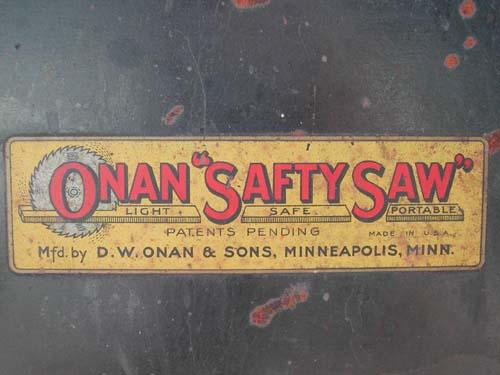 ONAN "SAFTY SAW"
LIGHT SAFE PORTABLE
PATENTS PENDING MADE IN U.S.A.
Mfd. by D.W. ONAN & SONS, MINNEAPOLIS, MINN.